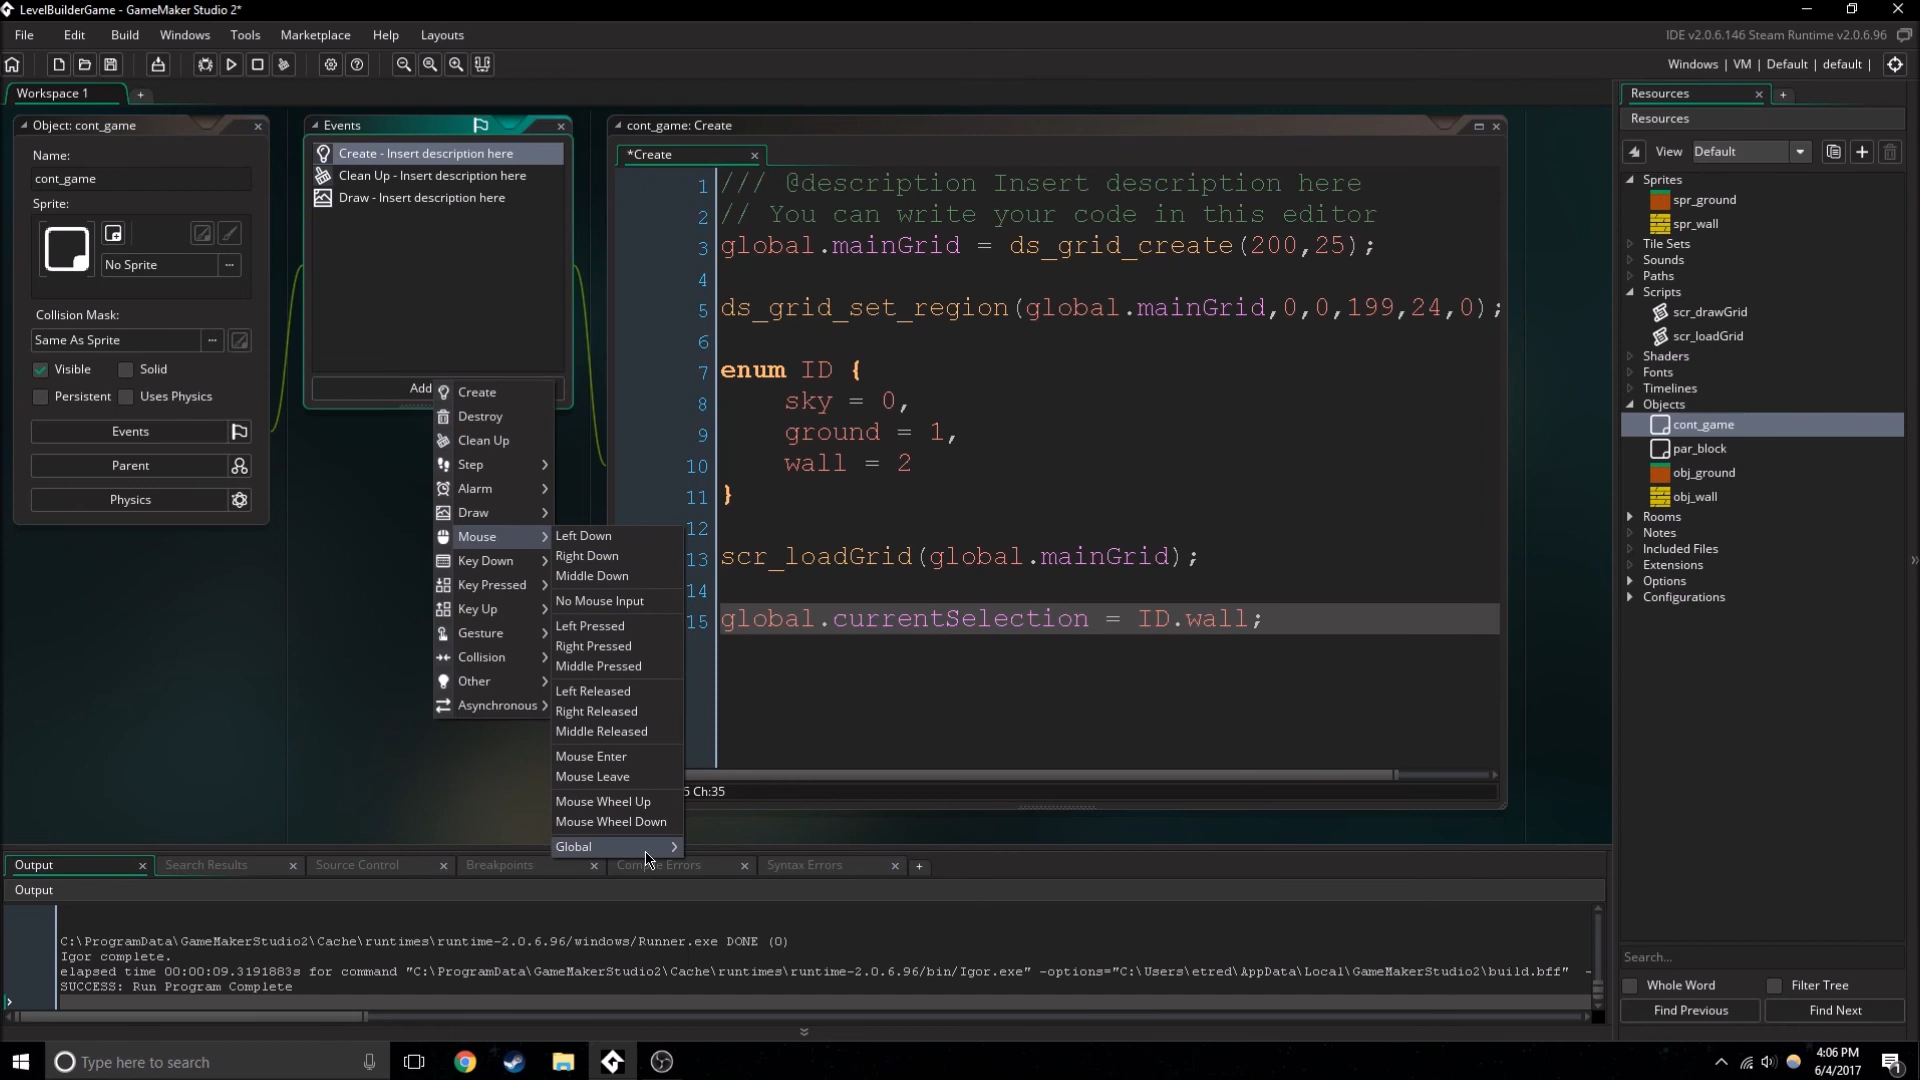 LevelBuilderGame - GameMaker Studio 2*
File Edit Build Windows Tools Marketplace Help Layouts
IDE v2.0.6.146 Steam Runtime v2.0.6.96
Windows | VM | Default | default |
Workspace 1
+
Object: cont_game
Name:
cont_game
Sprite:
No Sprite
...
Collision Mask:
Same As Sprite
...
Visible
Solid
Persistent
Uses Physics
Events
Parent
Physics
Events
Create - Insert description here
Clean Up - Insert description here
Draw - Insert description here
Add
Create
Destroy
Clean Up
Step
Alarm
Draw
Mouse
Key Down
Key Pressed
Key Up
Gesture
Collision
Other
Asynchronous
Left Down
Right Down
Middle Down
No Mouse Input
Left Pressed
Right Pressed
Middle Pressed
Left Released
Right Released
Middle Released
Mouse Enter
Mouse Leave
Mouse Wheel Up
Mouse Wheel Down
Global
cont_game: Create
*Create
1 /// @description Insert description here
2 // You can write your code in this editor
3 global.mainGrid = ds_grid_create(200,25);
4
5 ds_grid_set_region(global.mainGrid,0,0,199,24,0);
6
7 enum ID {
8 sky = 0,
9 ground = 1,
10 wall = 2
11 }
12
13 scr_loadGrid(global.mainGrid);
14
15 global.currentSelection = ID.wall;
5 Ch:35
Resources
+
Resources
View Default
Sprites
spr_ground
spr_wall
Tile Sets
Sounds
Paths
Scripts
scr_drawGrid
scr_loadGrid
Shaders
Fonts
Timelines
Objects
cont_game
par_block
obj_ground
obj_wall
Rooms
Notes
Included Files
Extensions
Options
Configurations
Search...
Whole Word
Filter Tree
Find Previous
Find Next
Output
Search Results
Source Control
Breakpoints
Errors
Syntax Errors
+
Output
C:\ProgramData\GameMakerStudio2\Cache\runtimes\runtime-2.0.6.96/windows/Runner.exe DONE (0)
Igor complete.
elapsed time 00:00:09.3191883s for command "C:\ProgramData\GameMakerStudio2\Cache\runtimes\runtime-2.0.6.96/bin/Igor.exe" -options="C:\Users\etred\AppData\Local\GameMakerStudio2\build.bff" -
SUCCESS: Run Program Complete
Type here to search
4:06 PM
6/4/2017
1